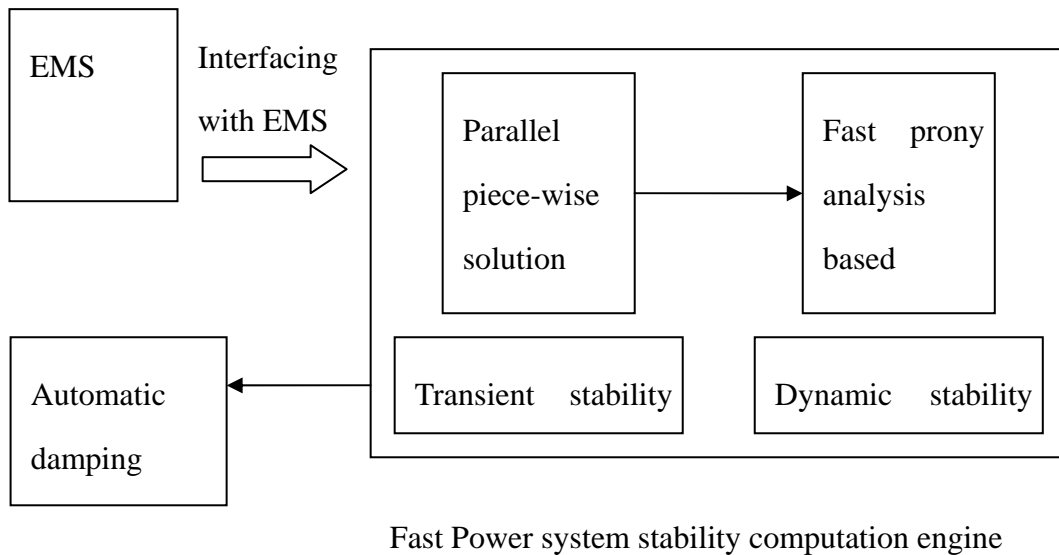 EMS
Interfacing
with EMS
Parallel
piece-wise
solution
Fast prony
analysis
based
Transient stability
Dynamic stability
Automatic
damping
Fast Power system stability computation engine